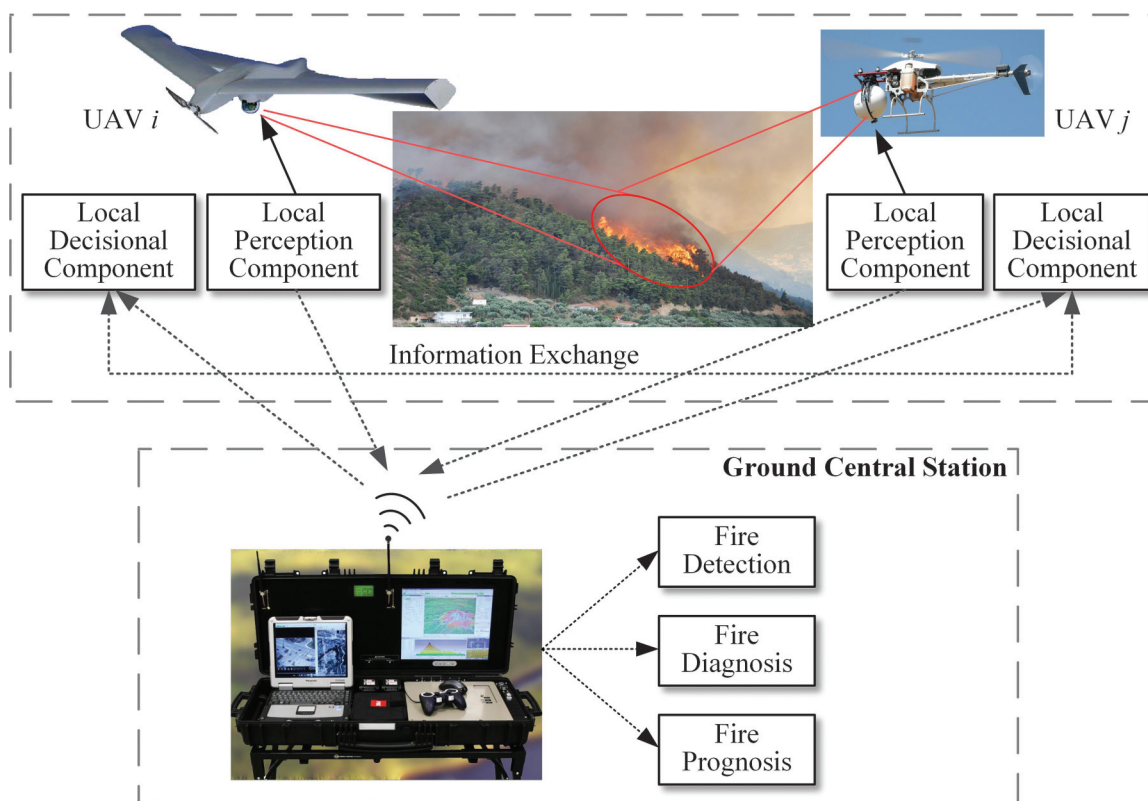 UAV i
UAV j
Local
Decisional
Component
Local
Perception
Component
Local
Perception
Component
Local
Decisional
Component
Information Exchange
Ground Central Station
Fire
Detection
Fire
Diagnosis
Fire
Prognosis